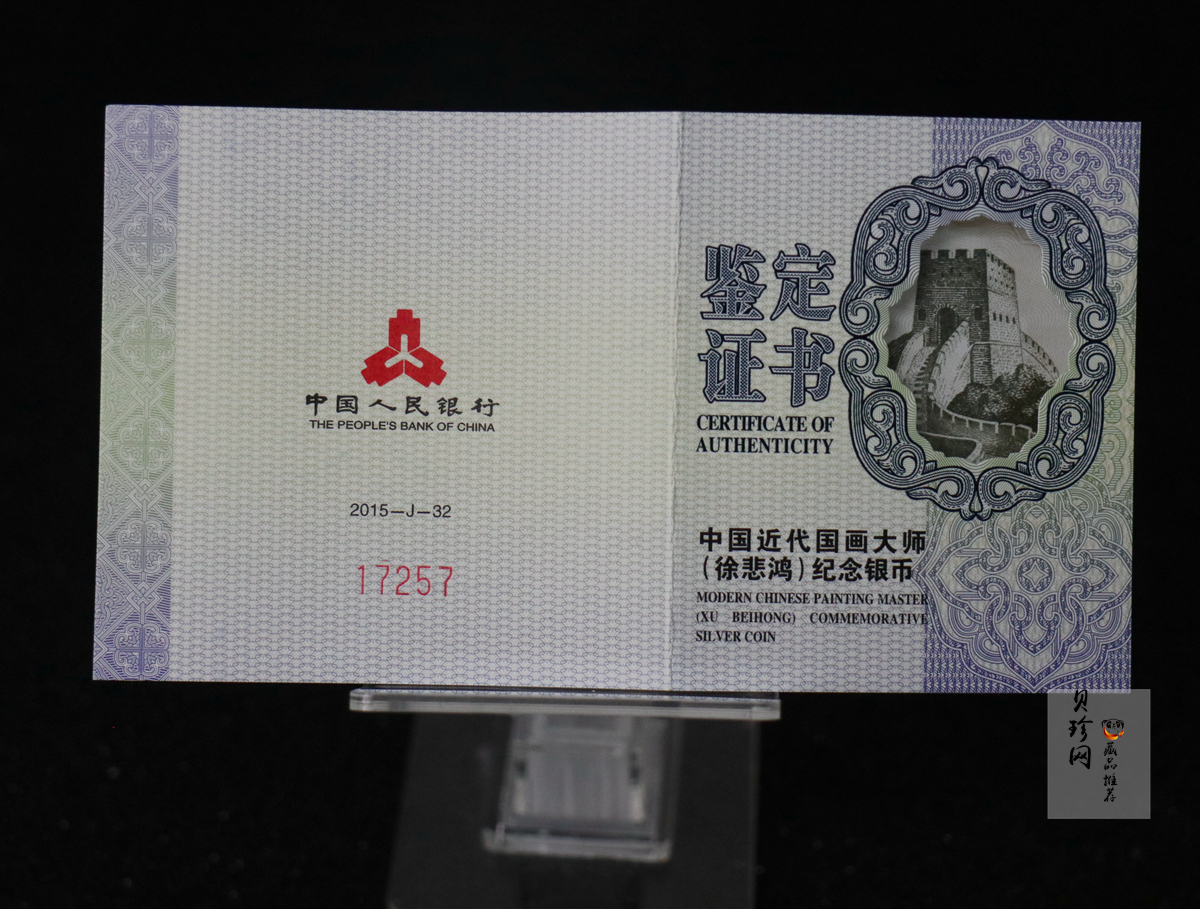 中国人民银行
THE PEOPLE'S BANK OF CHINA
2015—J—32
17257
鉴定
证书
CERTIFICATE OF
AUTHENTICITY
中国近代国画大师
（徐悲鸿）纪念银币
MODERN CHINESE PAINTING MASTER
(XU BEIHONG) COMMEMORATIVE
SILVER COIN
贝珍网
藏品推荐